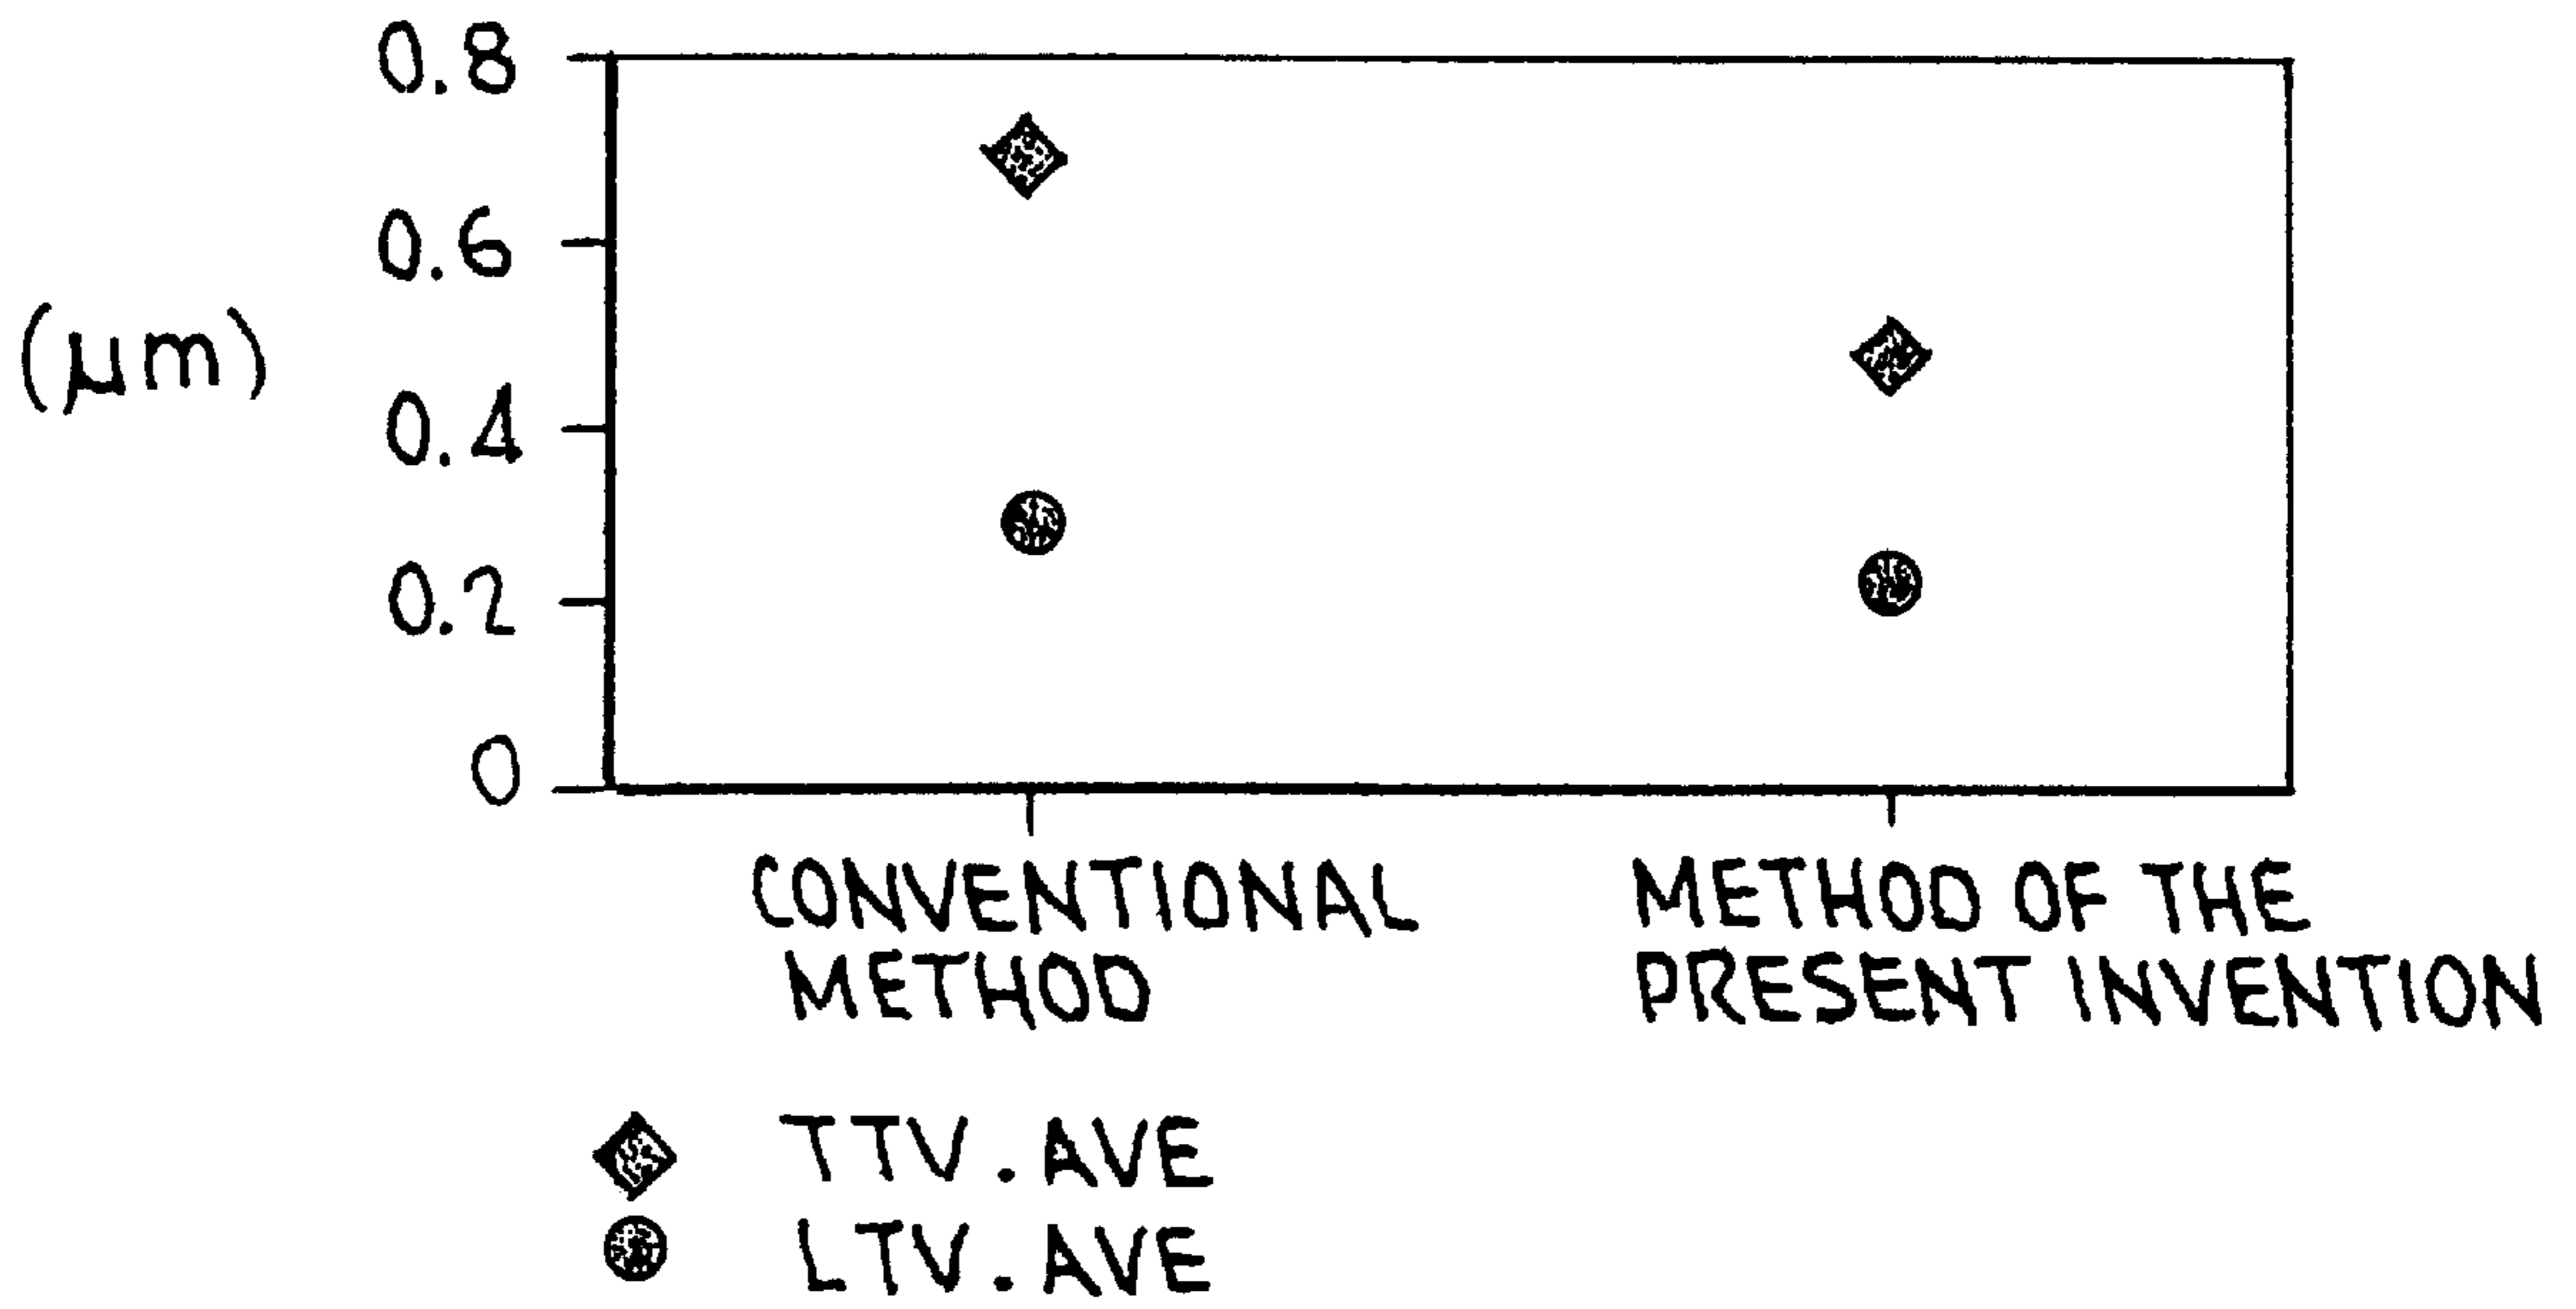 0.8
0.6
(μm)
0.4
0.2
0
CONVENTIONAL
METHOD
METHOD OF THE
PRESENT INVENTION
TTV.AVE
LTV.AVE